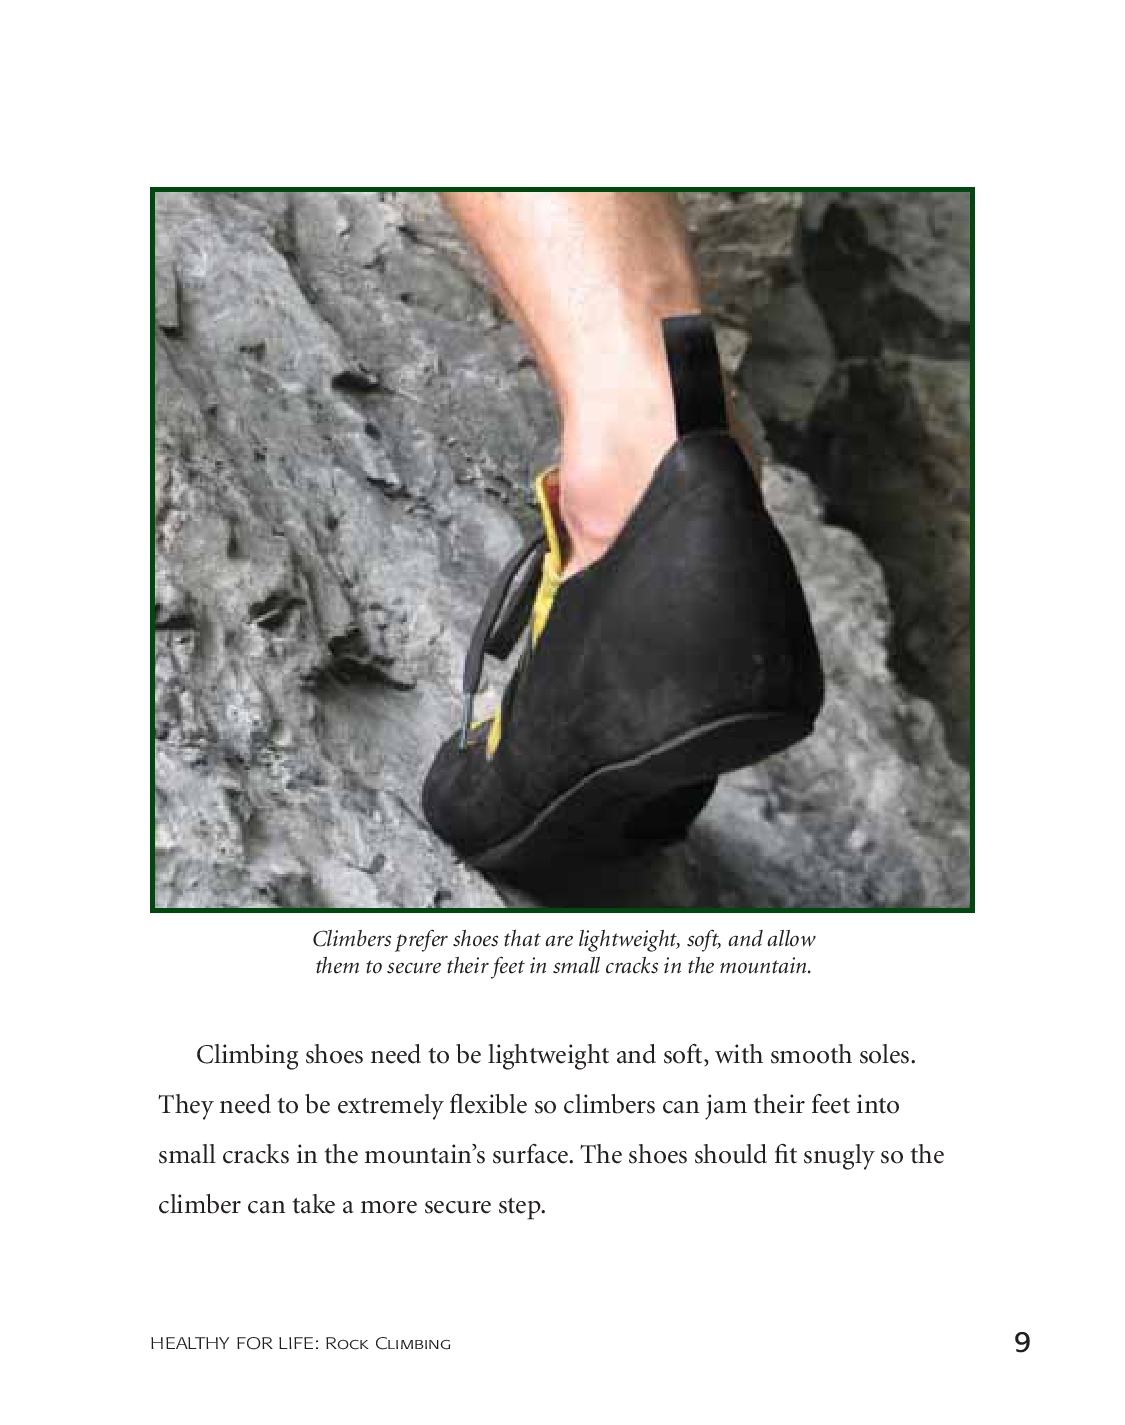 Climbers prefer shoes that are lightweight, soft, and allow
them to secure their feet in small cracks in the mountain.
Climbing shoes need to be lightweight and soft, with smooth soles.
They need to be extremely flexible so climbers can jam their feet into
small cracks in the mountain’s surface. The shoes should fit snugly so the
climber can take a more secure step.
HEALTHY FOR LIFE: Rock Climbing 9